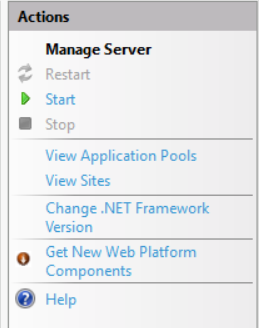 Actions
Manage Server
Restart
Start
Stop
View Application Pools
View Sites
Change .NET Framework
Version
Get New Web Platform
Components
Help